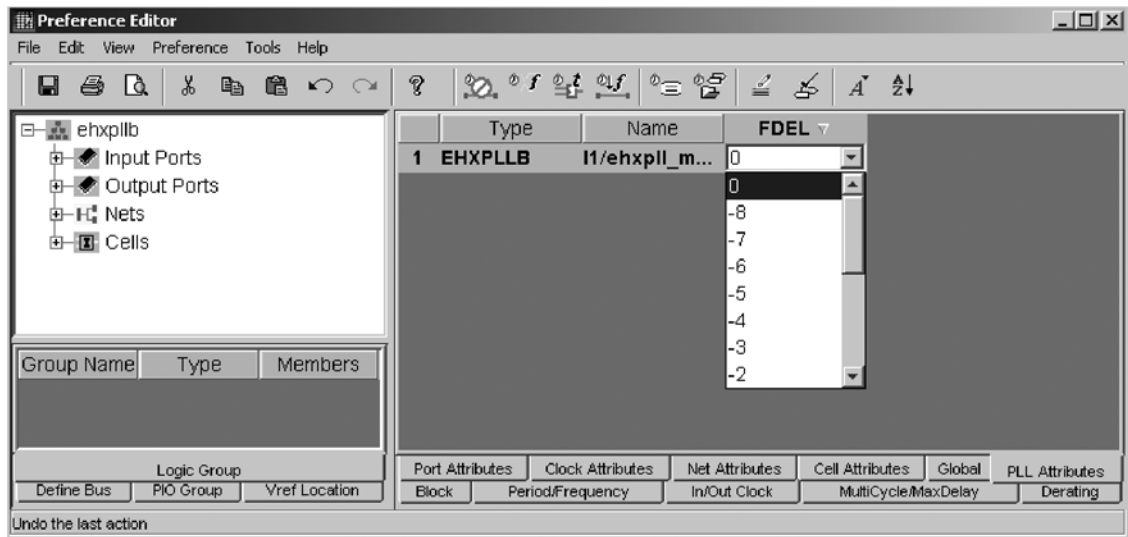 Preference Editor
File Edit View Preference Tools Help
ehxpllb
Input Ports
Output Ports
Nets
Cells
Group Name Type Members
Logic Group
Define Bus PIO Group Vref Location
Type Name FDEL
1 EHXPLLB I1/ehxpll_m... 0
0
-8
-7
-6
-5
-4
-3
-2
Port Attributes Clock Attributes Net Attributes Cell Attributes Global PLL Attributes
Block Period/Frequency In/Out Clock MultiCycle/MaxDelay Derating
Undo the last action